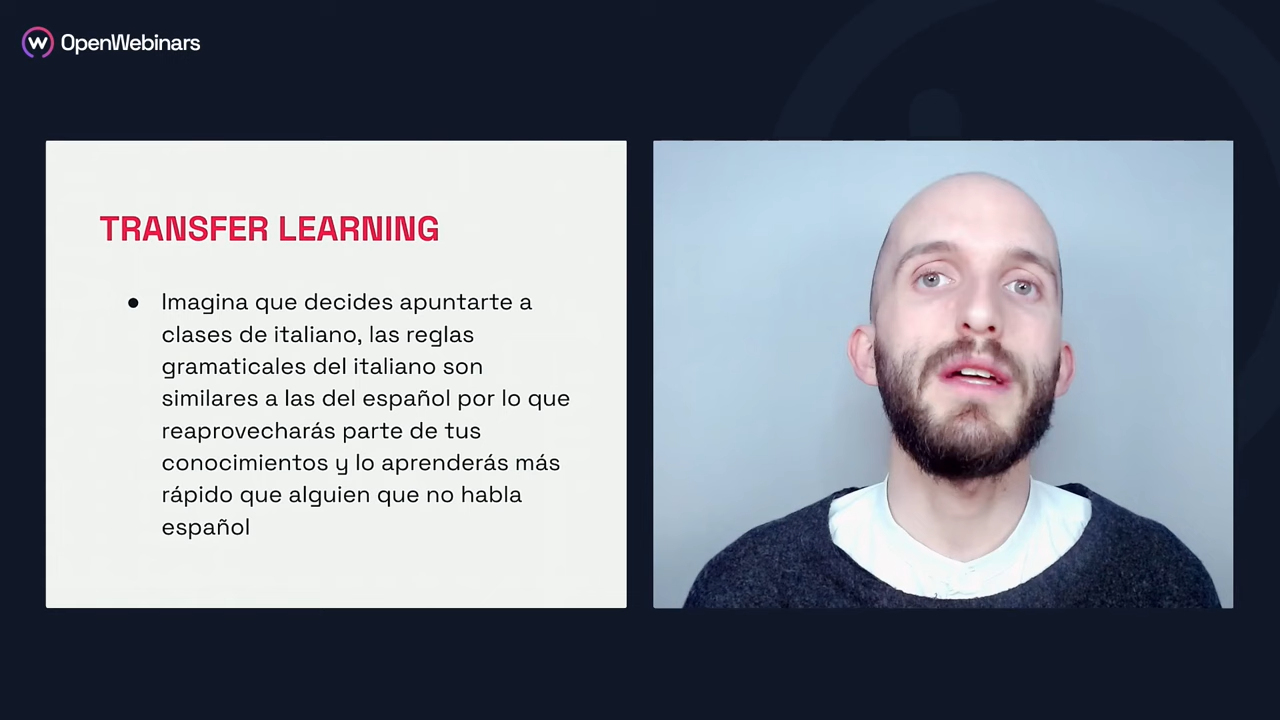 OpenWebinars
TRANSFER LEARNING
● Imagina que decides apuntarte a
clases de italiano, las reglas
gramaticales del italiano son
similares a las del español por lo que
reaprovecharás parte de tus
conocimientos y lo aprenderás más
rápido que alguien que no habla
español